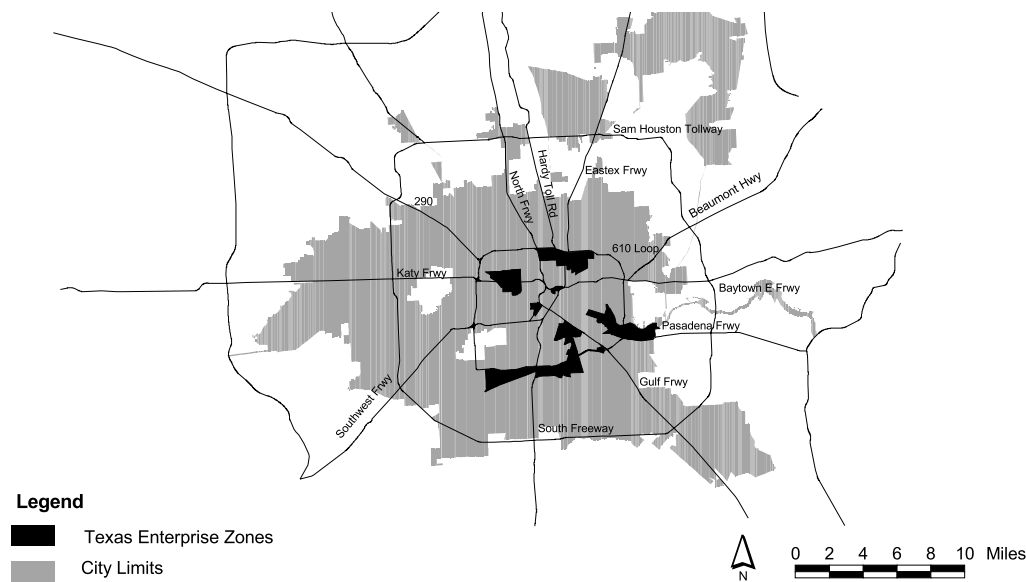 Sam Houston Tollway
Hardy Toll Rd
Eastex Frwy
North Frwy
Beaumont Hwy
290
610 Loop
Katy Frwy
Baytown E Frwy
Pasadena Frwy
Gulf Frwy
Southwest Frwy
South Freeway
Legend
Texas Enterprise Zones
City Limits
N
0 2 4 6 8 10 Miles